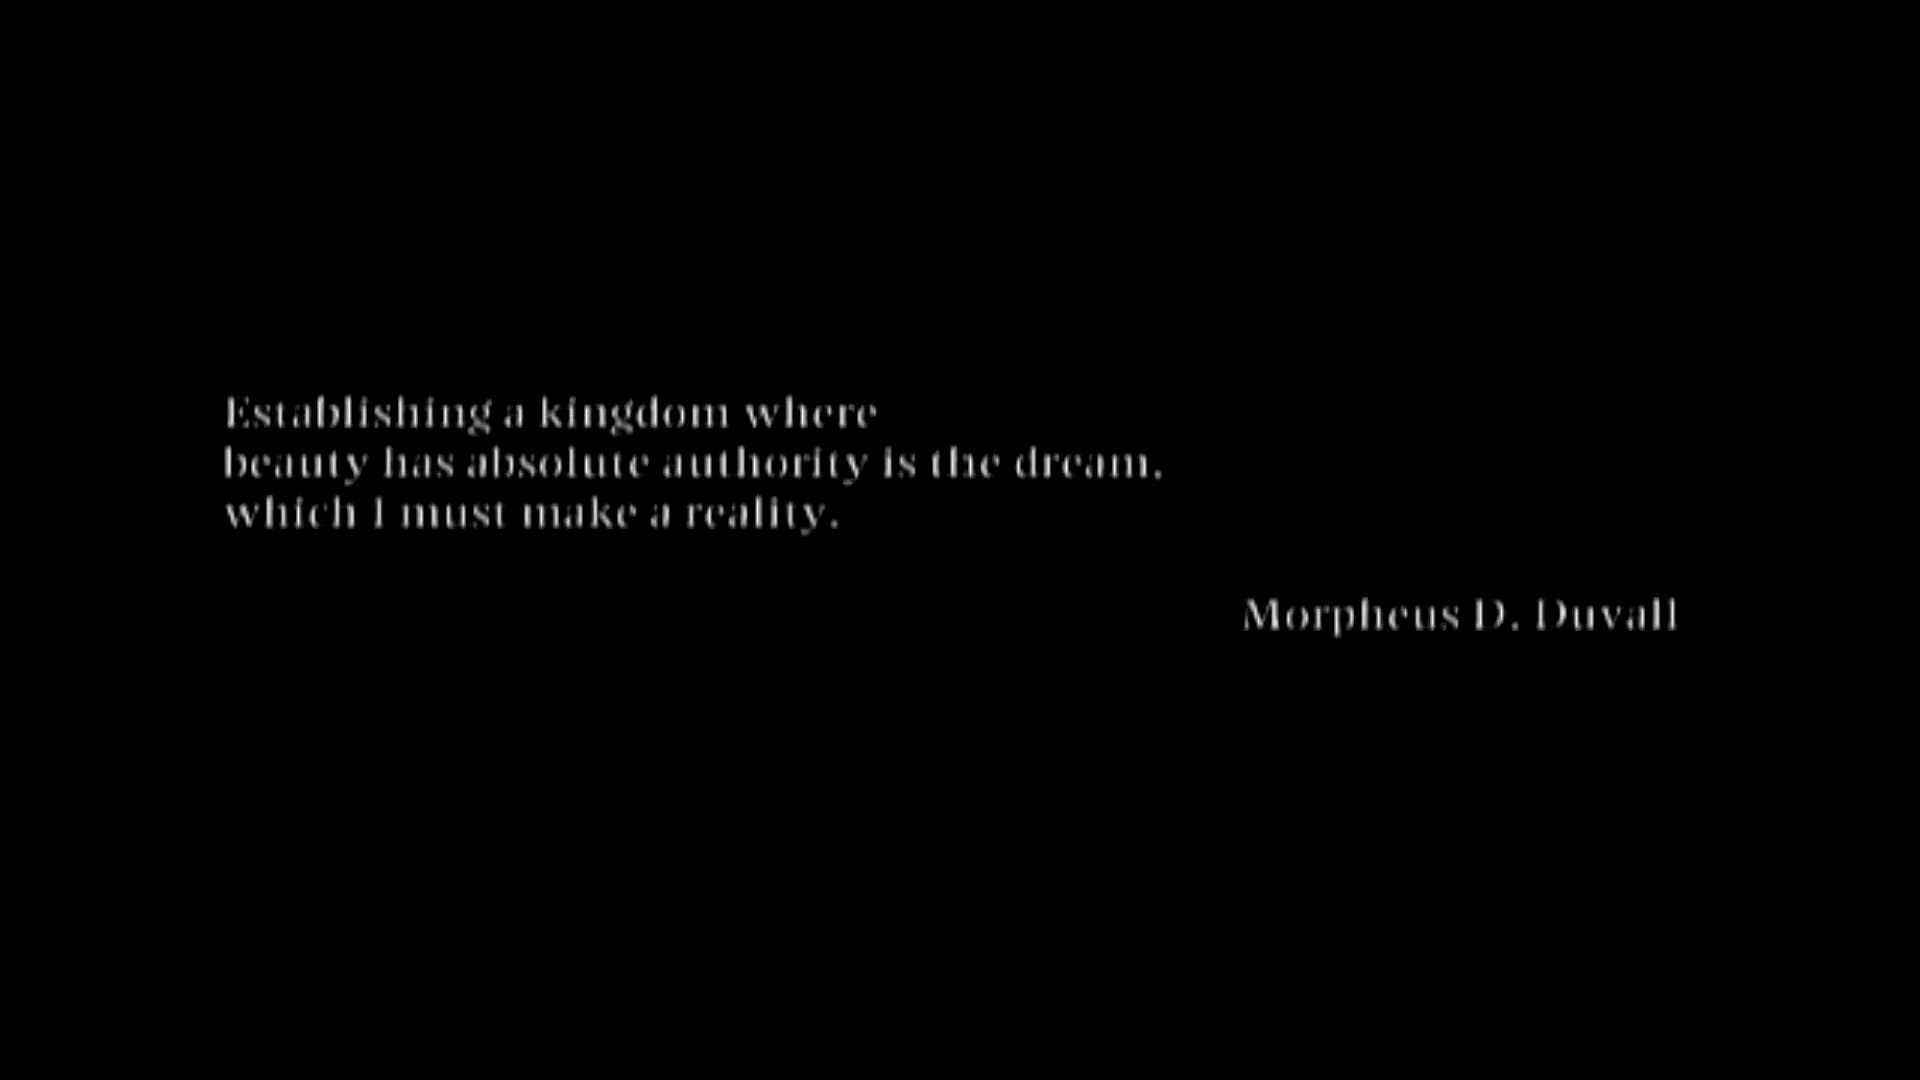 Establishing a kingdom where
beauty has absolute authority is the dream,
which I must make a reality.
Morpheus D. Duvall